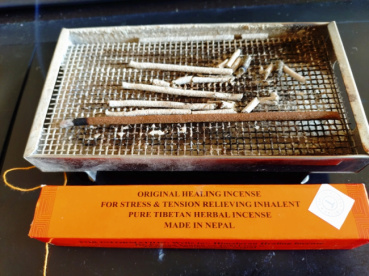 ORIGINAL HEALING INCENSE
FOR STRESS & TENSION RELIEVING INHALENT
PURE TIBETAN HERBAL INCENSE
MADE IN NEPAL